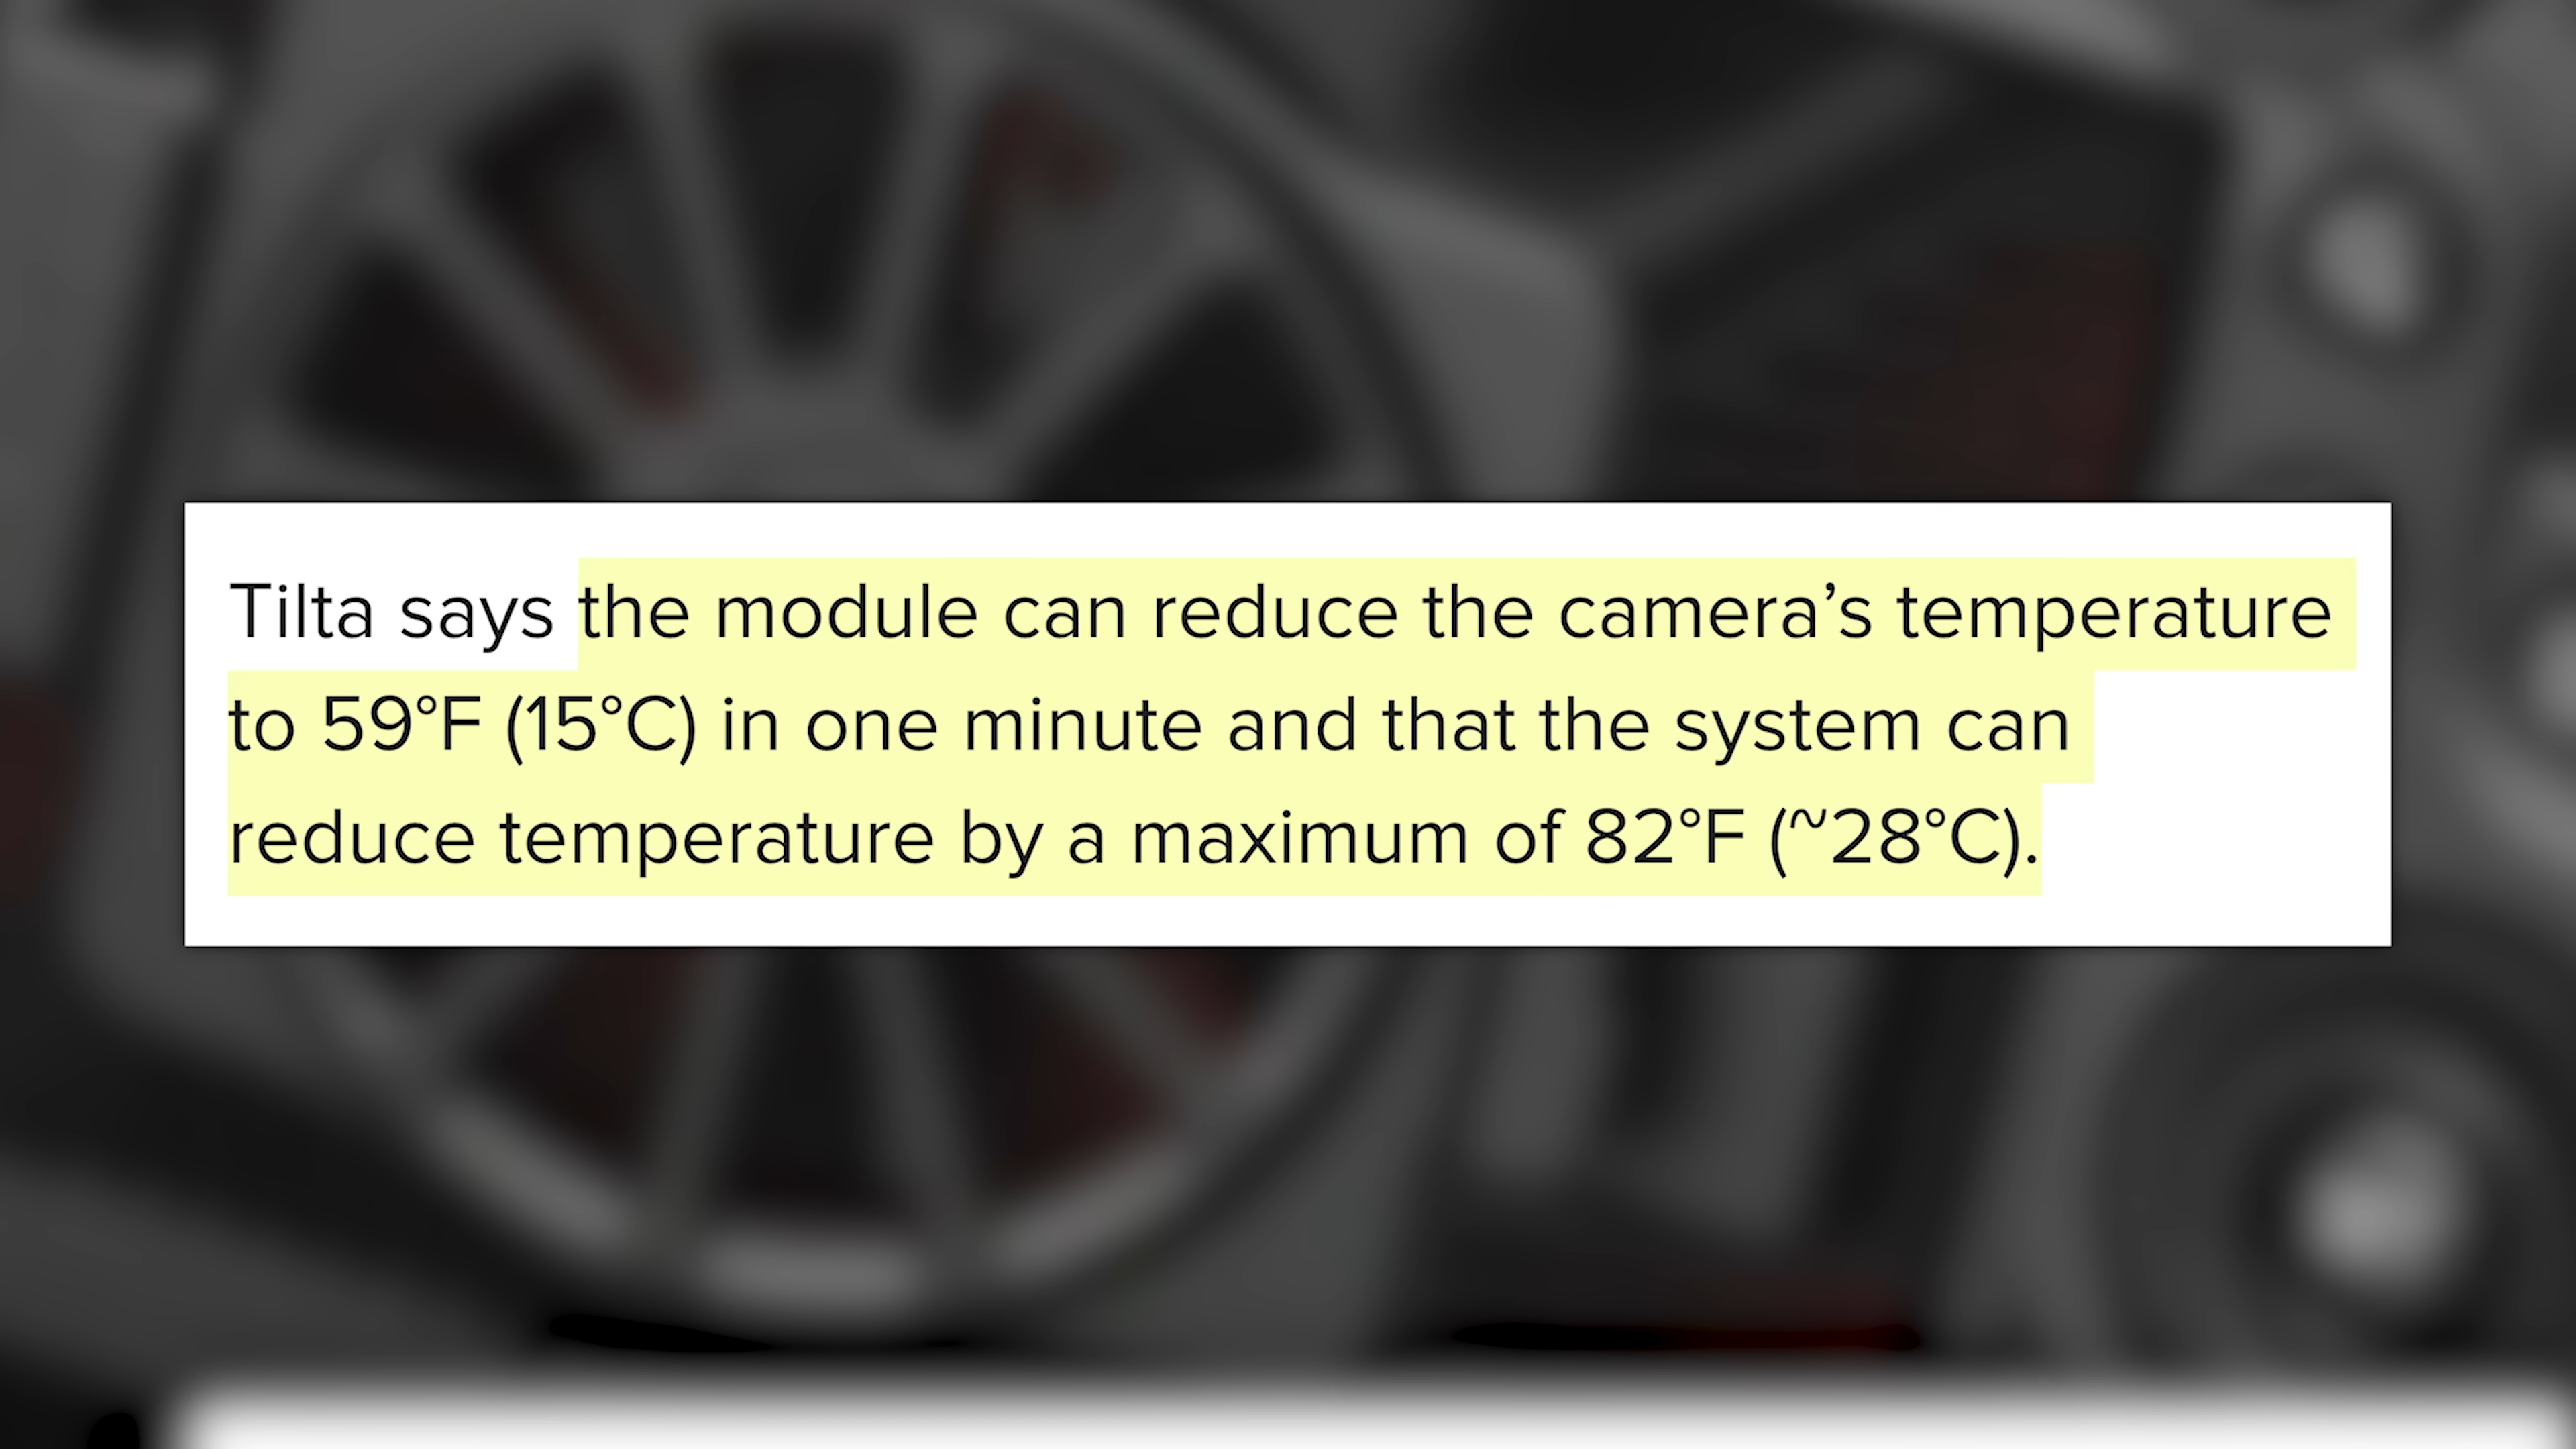 Tilta says the module can reduce the camera’s temperature
to 59°F (15°C) in one minute and that the system can
reduce temperature by a maximum of 82°F (~28°C).